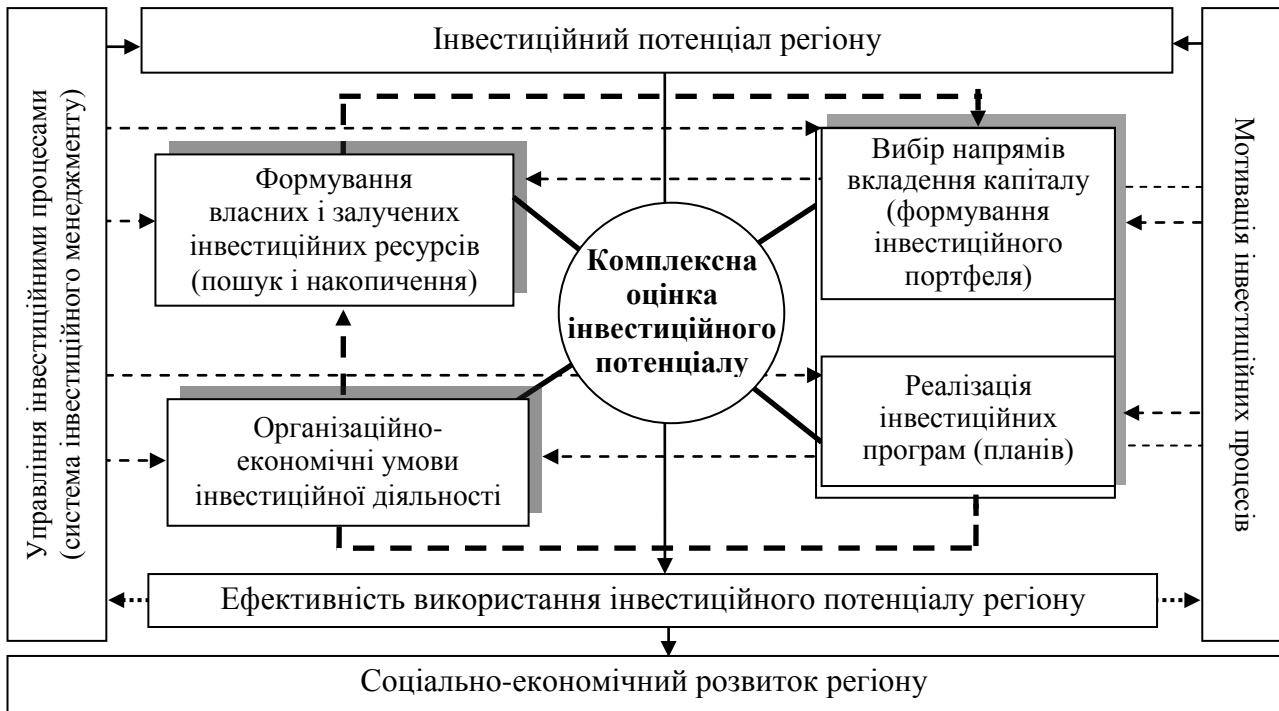 Інвестиційний потенціал регіону
Управління інвестиційними процесами
(система інвестиційного менеджменту)
Формування
власних і залучених
інвестиційних ресурсів
(пошук і накопичення)
Вибір напрямів
вкладення капіталу
(формування
інвестиційного
портфеля)
Комплексна
оцінка
інвестиційного
потенціалу
Організаційно-
економічні умови
інвестиційної діяльності
Реалізація
інвестиційних
програм (планів)
Мотивація інвестиційних процесів
Ефективність використання інвестиційного потенціалу регіону
Соціально-економічний розвиток регіону